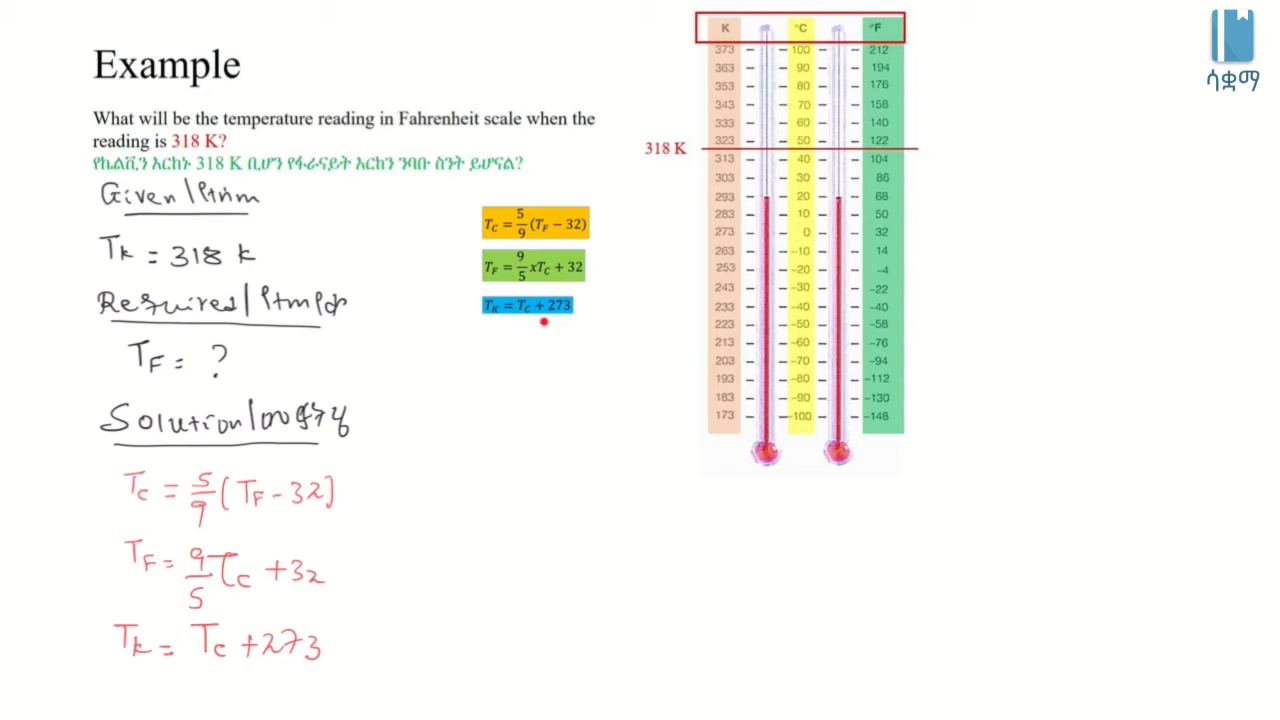 Example
What will be the temperature reading in Fahrenheit scale when the
reading is 318 K?
የኬልቪን እርከኑ 318 K ቢሆን የፋራናይት እርከን ንባቡ ስንት ይሆናል?
Given/የተሰጠ
TK = 318 K
Required/የተጠየቀ
TF = ?
Solution/መፍትሄ
TC = 5/9 (TF - 32)
TF = 9/5 TC + 32
TK = TC + 273
TC = 5/9 (TF − 32)
TF = 9/5 xTC + 32
TK = TC + 273
318 K
K °C °F
373 100 212
363 90 194
353 80 176
343 70 158
333 60 140
323 50 122
313 40 104
303 30 86
293 20 68
283 10 50
273 0 32
263 −10 14
253 −20 −4
243 −30 −22
233 −40 −40
223 −50 −58
213 −60 −76
203 −70 −94
193 −80 −112
183 −90 −130
173 −100 −148
ሳቋማ